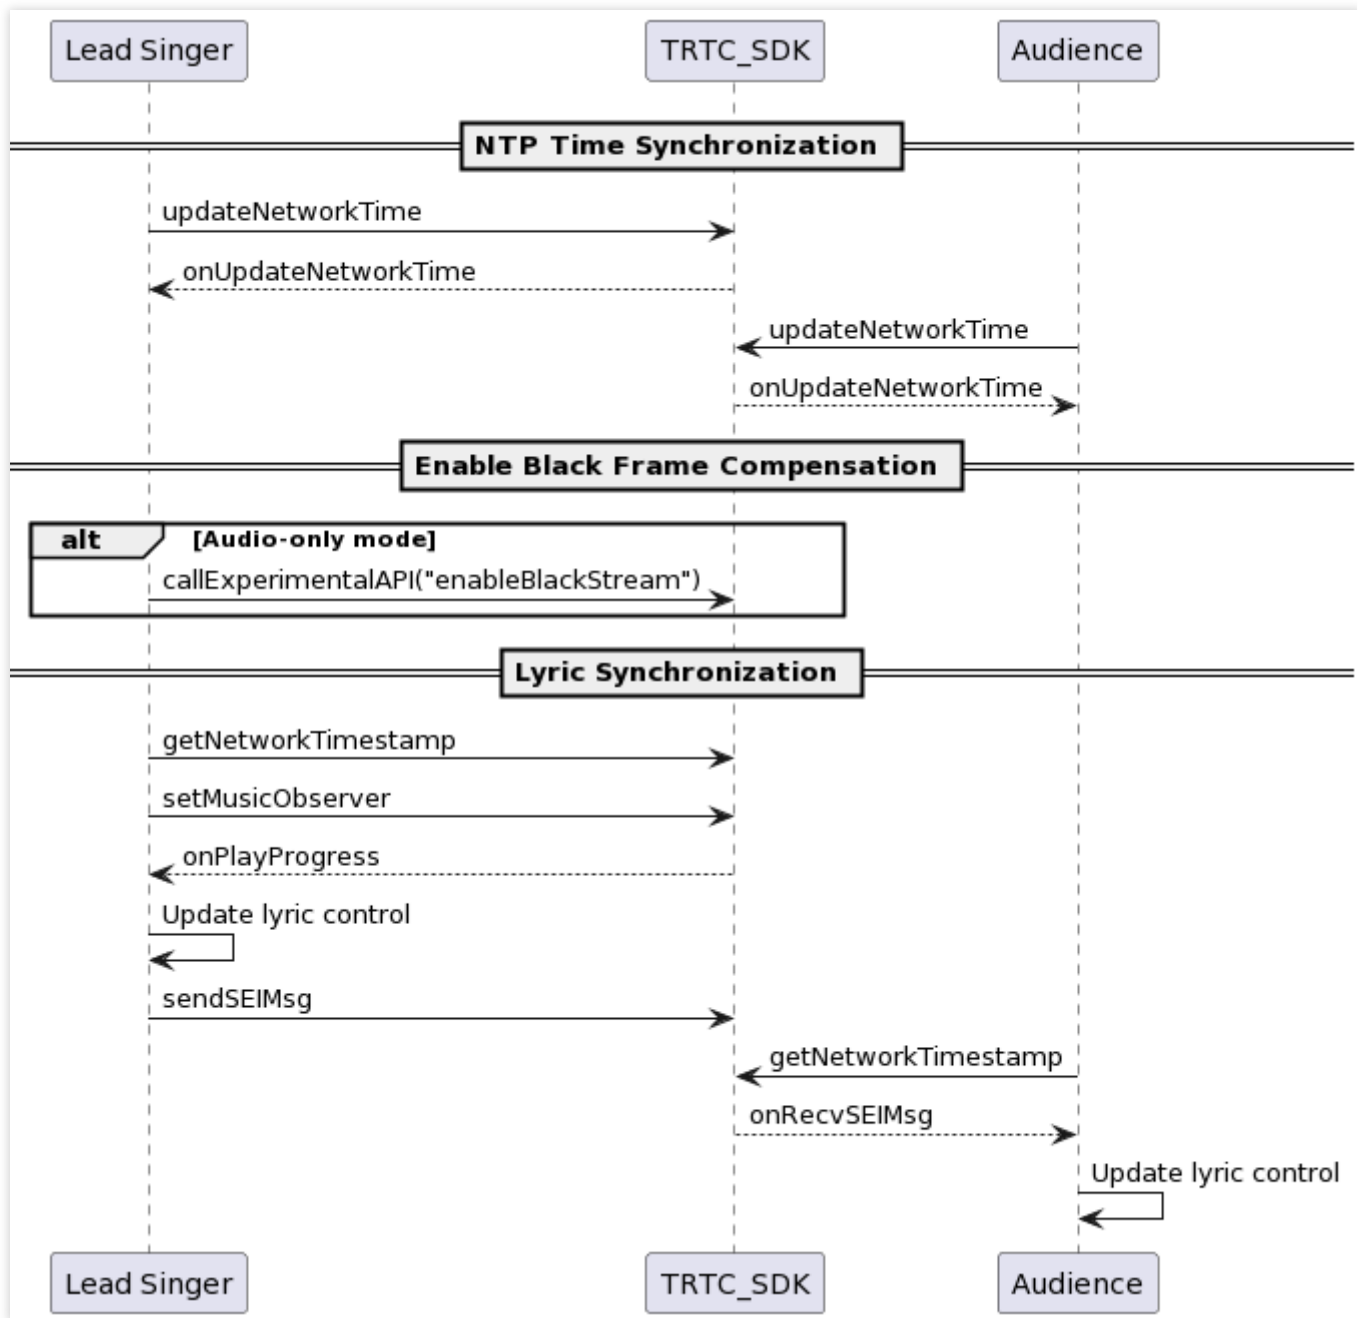 Lead Singer
TRTC_SDK
Audience
NTP Time Synchronization
updateNetworkTime
onUpdateNetworkTime
updateNetworkTime
onUpdateNetworkTime
Enable Black Frame Compensation
alt
[Audio-only mode]
callExperimentalAPI("enableBlackStream")
Lyric Synchronization
getNetworkTimestamp
setMusicObserver
onPlayProgress
Update lyric control
sendSEIMsg
getNetworkTimestamp
onRecvSEIMsg
Update lyric control
Lead Singer
TRTC_SDK
Audience